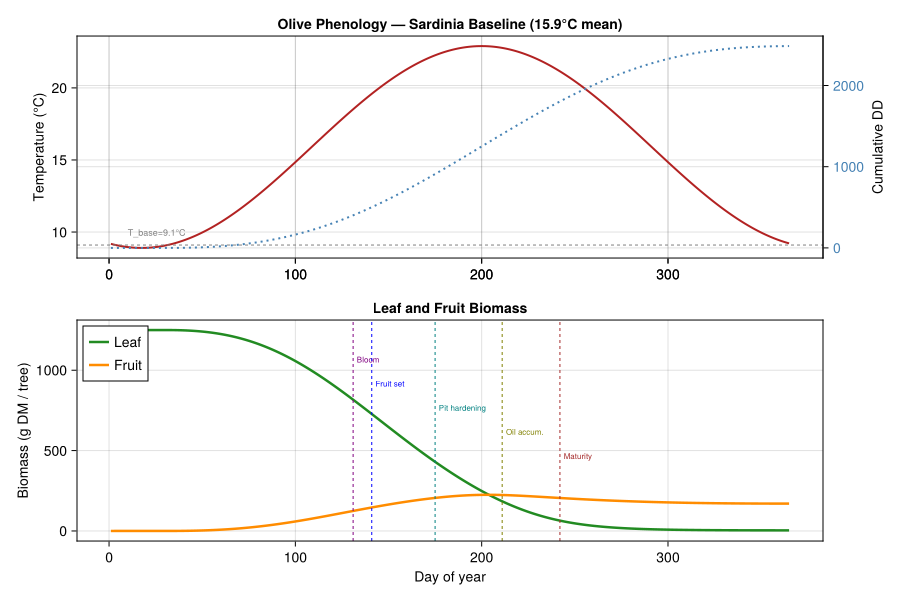 Olive Phenology — Sardinia Baseline (15.9°C mean)
Temperature (°C)
20
15
10
T_base=9.1°C
2000
1000
0
Cumulative DD
0 100 200 300
Leaf and Fruit Biomass
Biomass (g DM / tree)
1000
500
0
Leaf
Fruit
Bloom
Fruit set
Pit hardening
Oil accum.
Maturity
0 100 200 300
Day of year